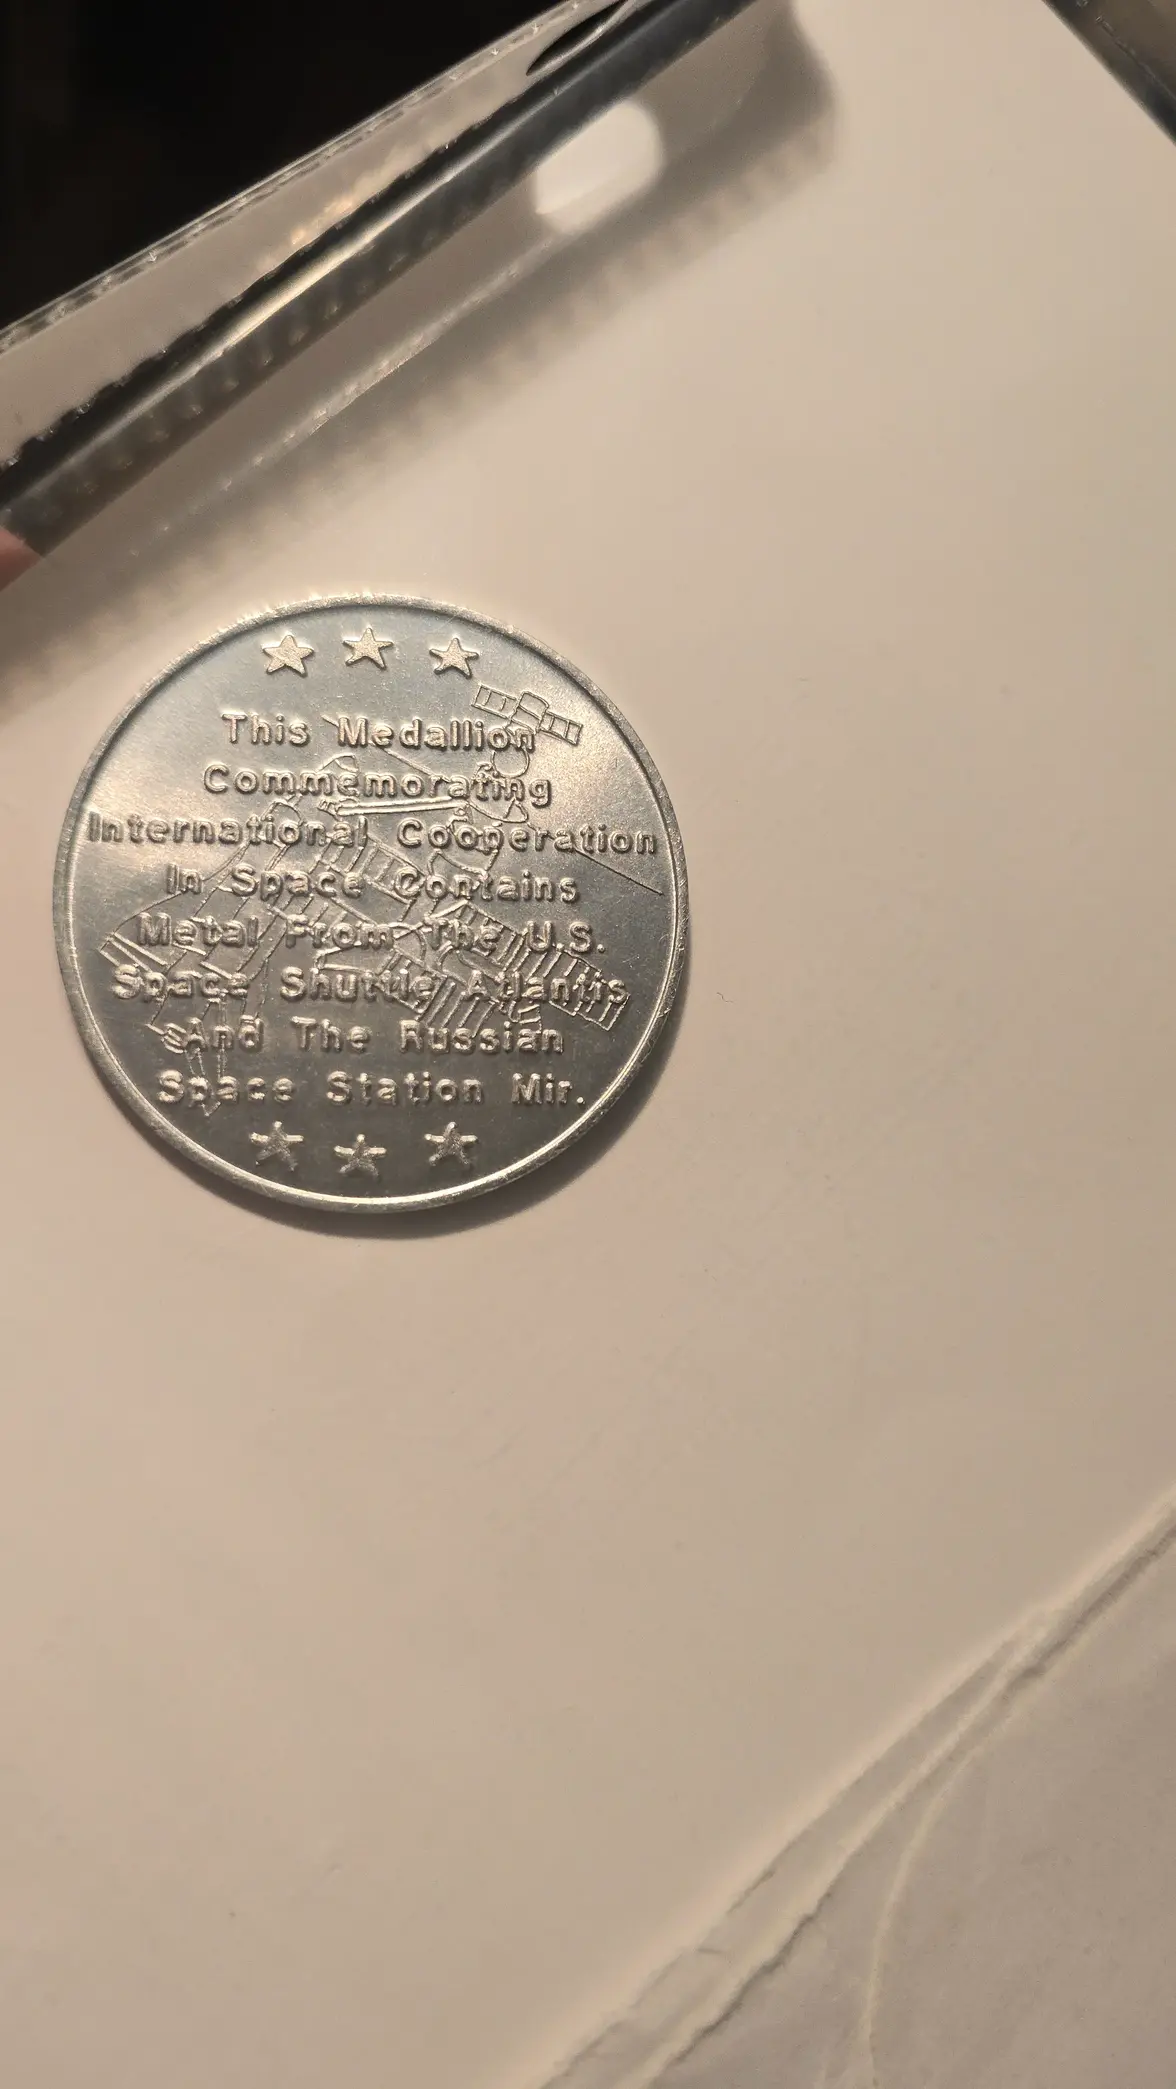 This Medallion
Commemorating
International Cooperation
In Space Contains
Metal From The U.S.
Space Shuttle Atlantis
And The Russian
Space Station Mir.